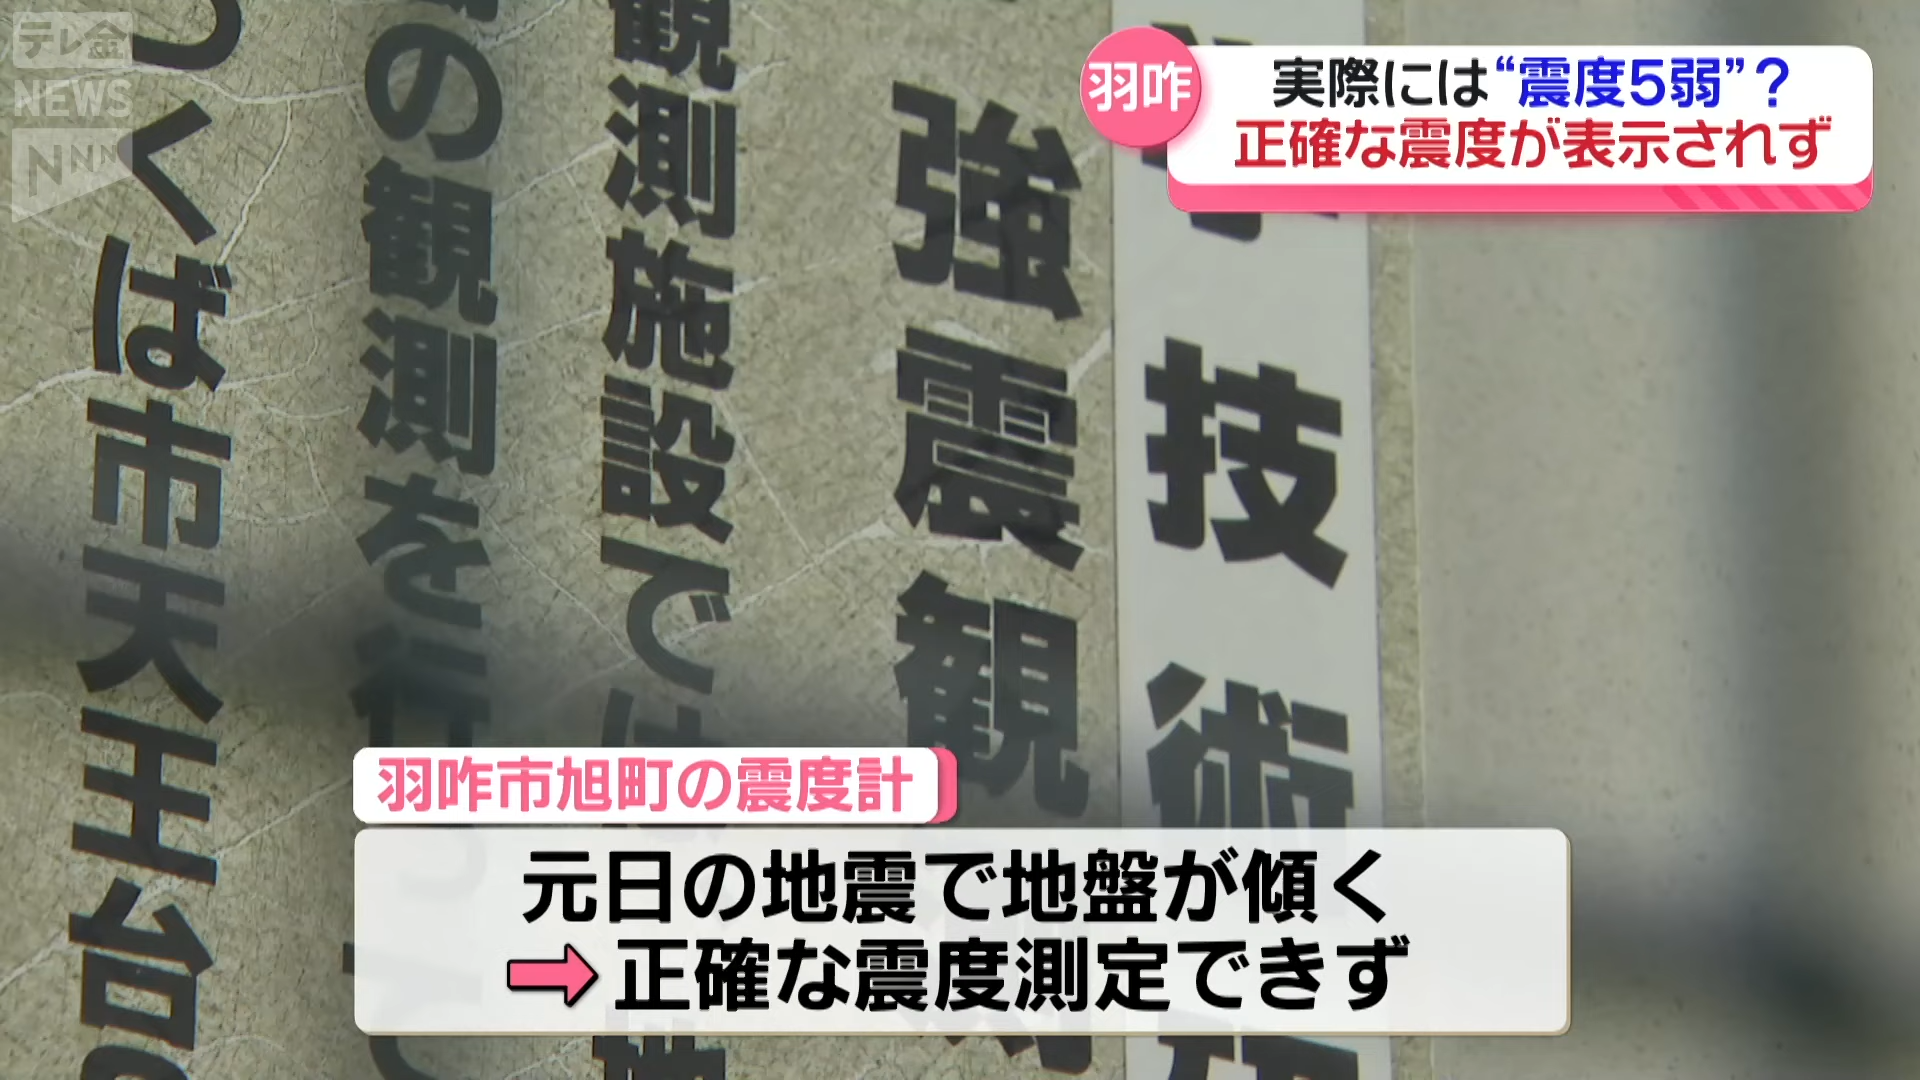 テレ金
NEWS
NNN
羽咋
実際には“震度5弱”?
正確な震度が表示されず
技術
強震観
観測施設では
の観測を行
つくば市天王台
羽咋市旭町の震度計
元日の地震で地盤が傾く
➡正確な震度測定できず